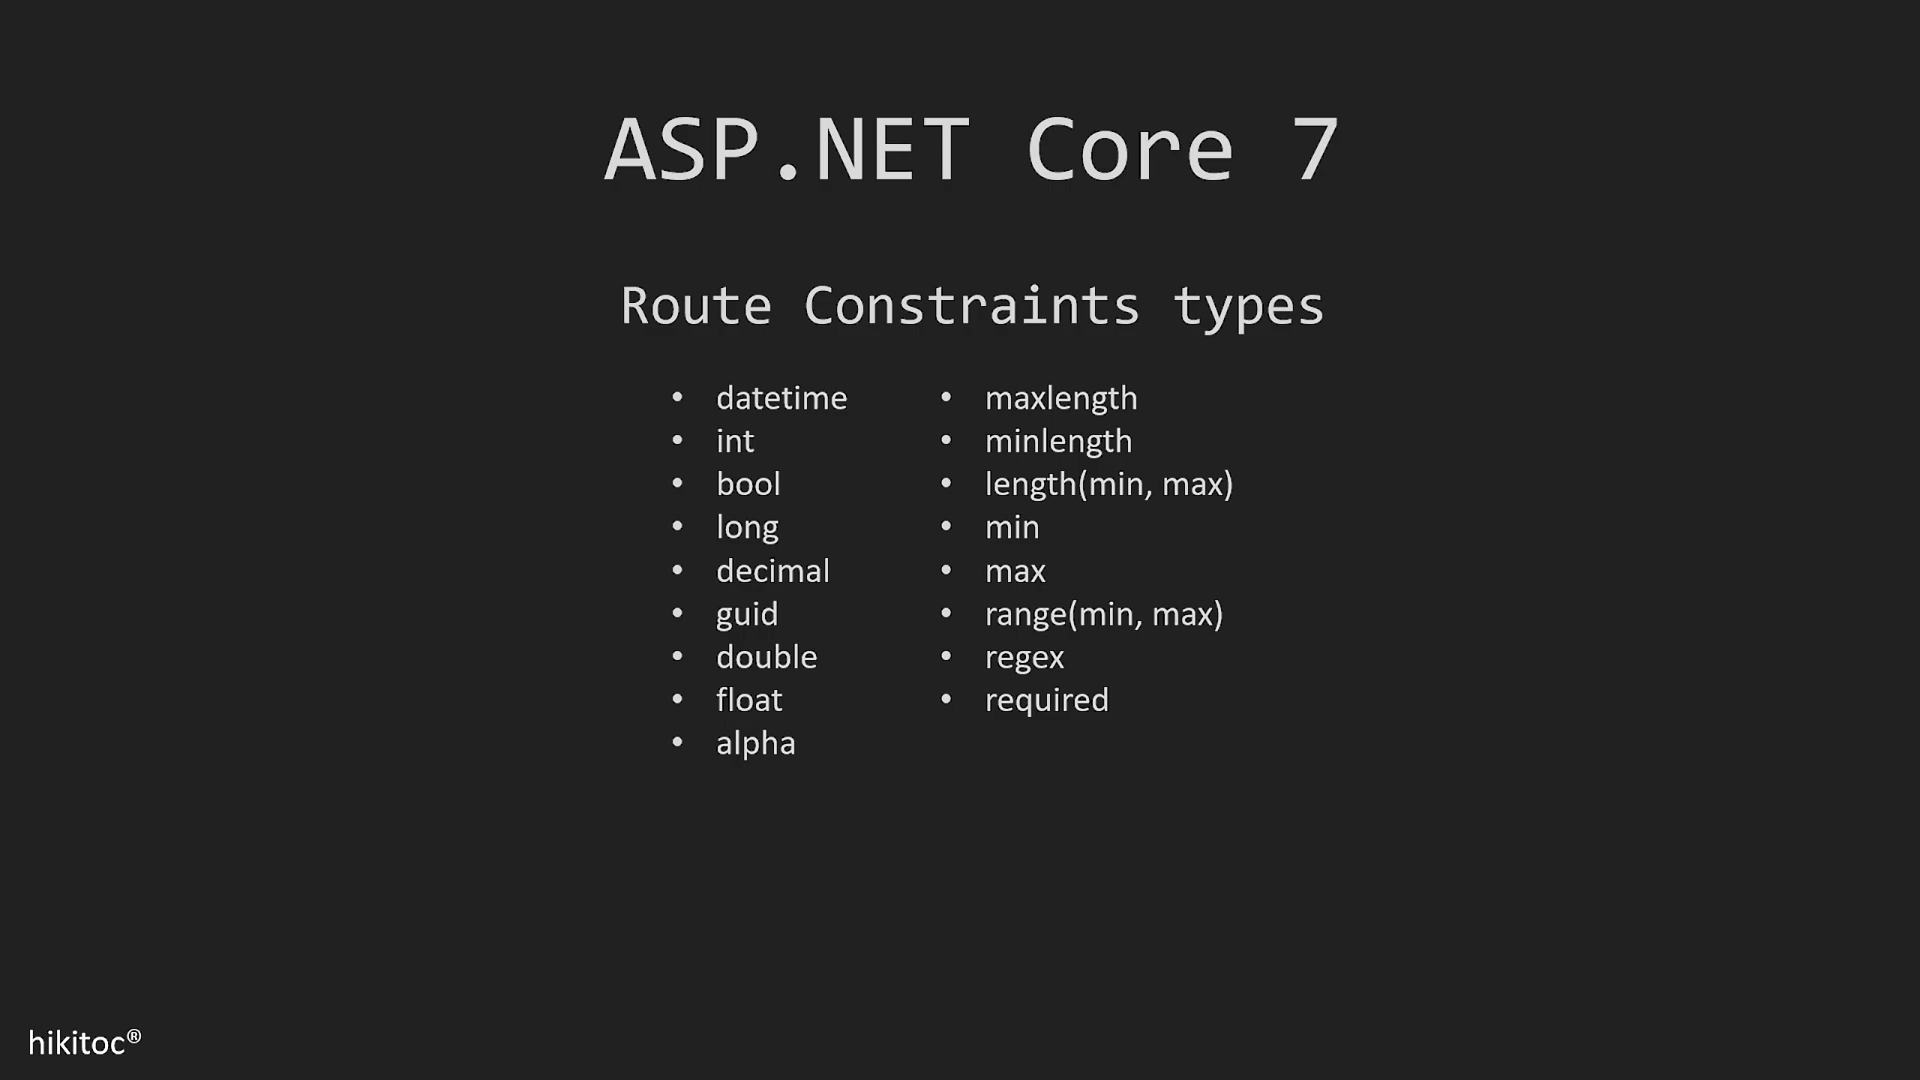 ASP.NET Core 7
Route Constraints types
• datetime
• int
• bool
• long
• decimal
• guid
• double
• float
• alpha
• maxlength
• minlength
• length(min, max)
• min
• max
• range(min, max)
• regex
• required
hikitoc®